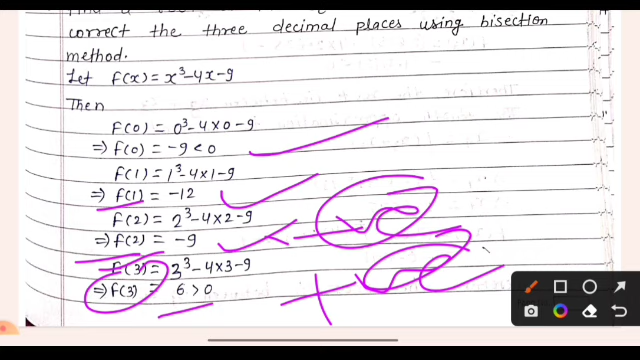 correct the three decimal places using bisection
method.
Let f(x) = x³-4x-9
Then
f(0) = 0³-4×0-9
⇒ f(0) = -9 < 0
f(1) = 1³-4×1-9
⇒ f(1) = -12
f(2) = 2³-4×2-9
⇒ f(2) = -9
f(3) = 3³-4×3-9
⇒ f(3) = 6 > 0
-ve
+ve